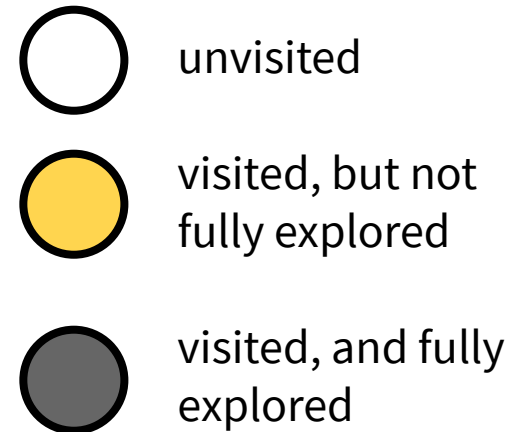 unvisited
visited, but not
fully explored
visited, and fully
explored